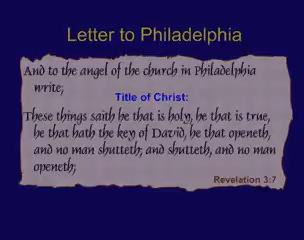 Letter to Philadelphia
And to the angel of the church in Philadelphia
write;
Title of Christ:
These things saith he that is holy, he that is true,
he that hath the key of David, he that openeth,
and no man shutteth; and shutteth, and no man
openeth;
Revelation 3:7